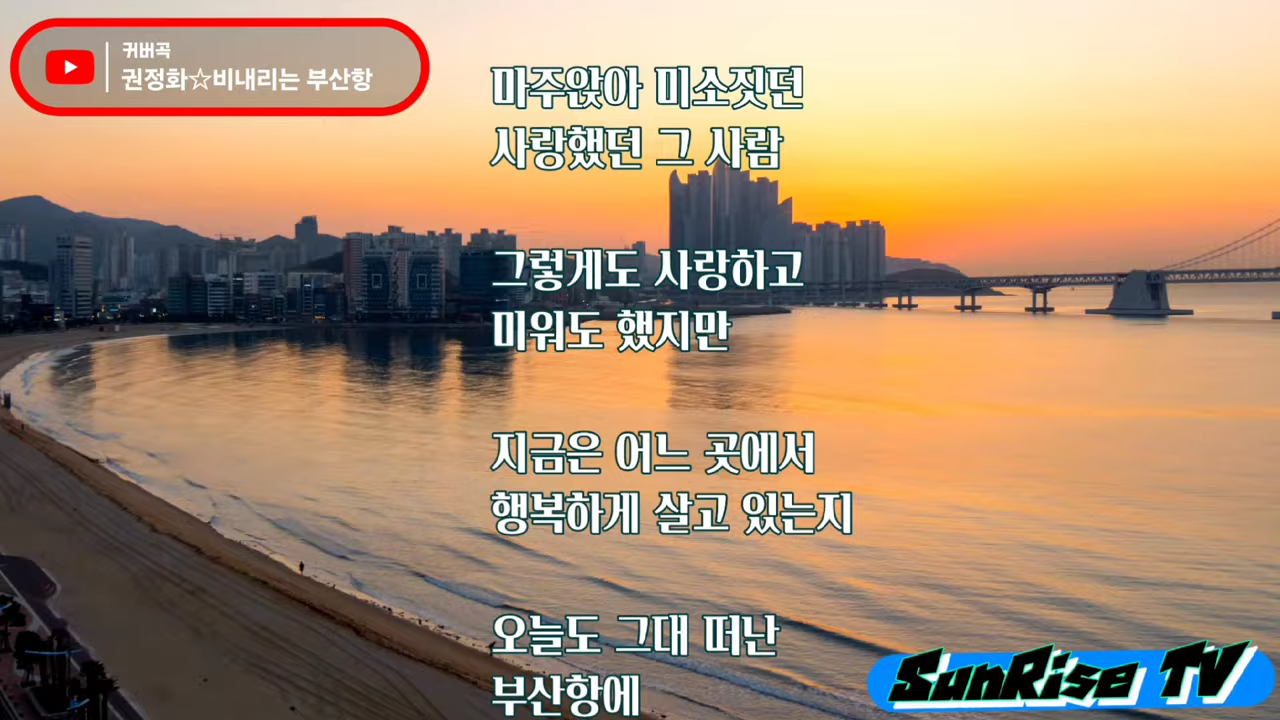 커버곡
권정화☆비내리는 부산항
마주앉아 미소짓던
사랑했던 그 사람
그렇게도 사랑하고
미워도 했지만
지금은 어느 곳에서
행복하게 살고 있는지
오늘도 그대 떠난
부산항에
SunRise TV